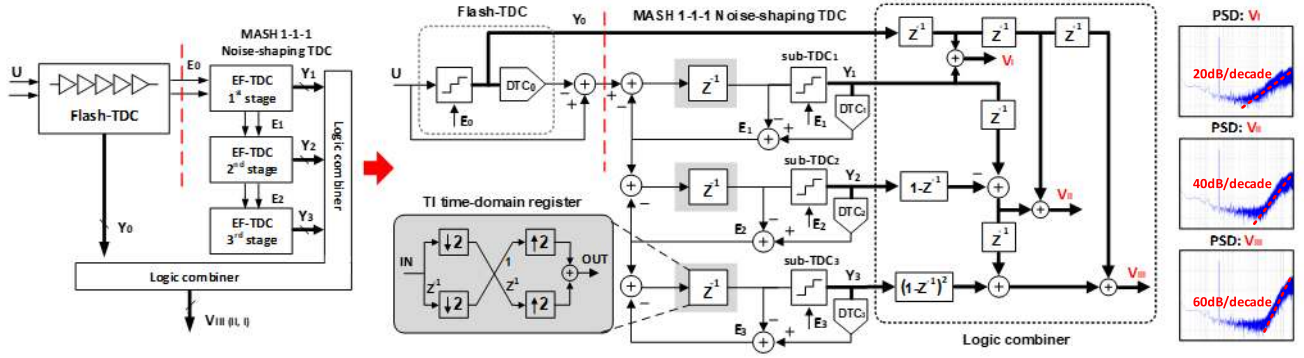 MASH 1-1-1
Noise-shaping TDC
U
E0
Flash-TDC
EF-TDC
1st stage
Y1
E1
EF-TDC
2nd stage
Y2
E2
EF-TDC
3rd stage
Y3
Logic combiner
Y0
Logic combiner
VIII (II, I)
Flash-TDC
Y0
MASH 1-1-1 Noise-shaping TDC
U
DTC0
E0
Z-1
sub-TDC1
Y1
DTC1
E1
E1
Z-1
sub-TDC2
Y2
DTC2
E2
E2
Z-1
sub-TDC3
Y3
DTC3
E3
E3
TI time-domain register
IN
↓2
↑2
1
OUT
Z-1
Z-1
↓2
↑2
Z-1
Z-1
Z-1
VI
Z-1
1-Z-1
VII
Z-1
(1-Z-1)2
VIII
Logic combiner
PSD: VI
20dB/decade
PSD: VII
40dB/decade
PSD: VIII
60dB/decade